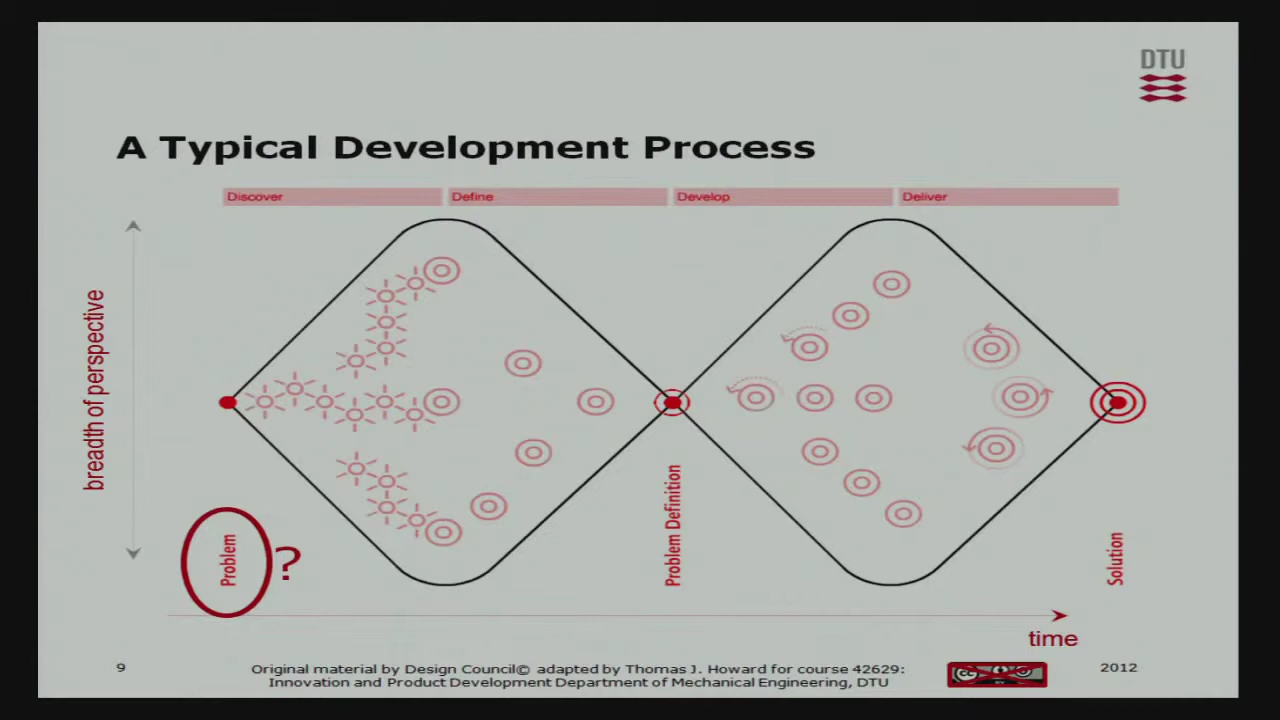 DTU
A Typical Development Process
Discover
Define
Develop
Deliver
breadth of perspective
Problem
?
Problem Definition
Solution
time
9
Original material by Design Council© adapted by Thomas J. Howard for course 42629:
Innovation and Product Development Department of Mechanical Engineering, DTU
cc
BY
2012